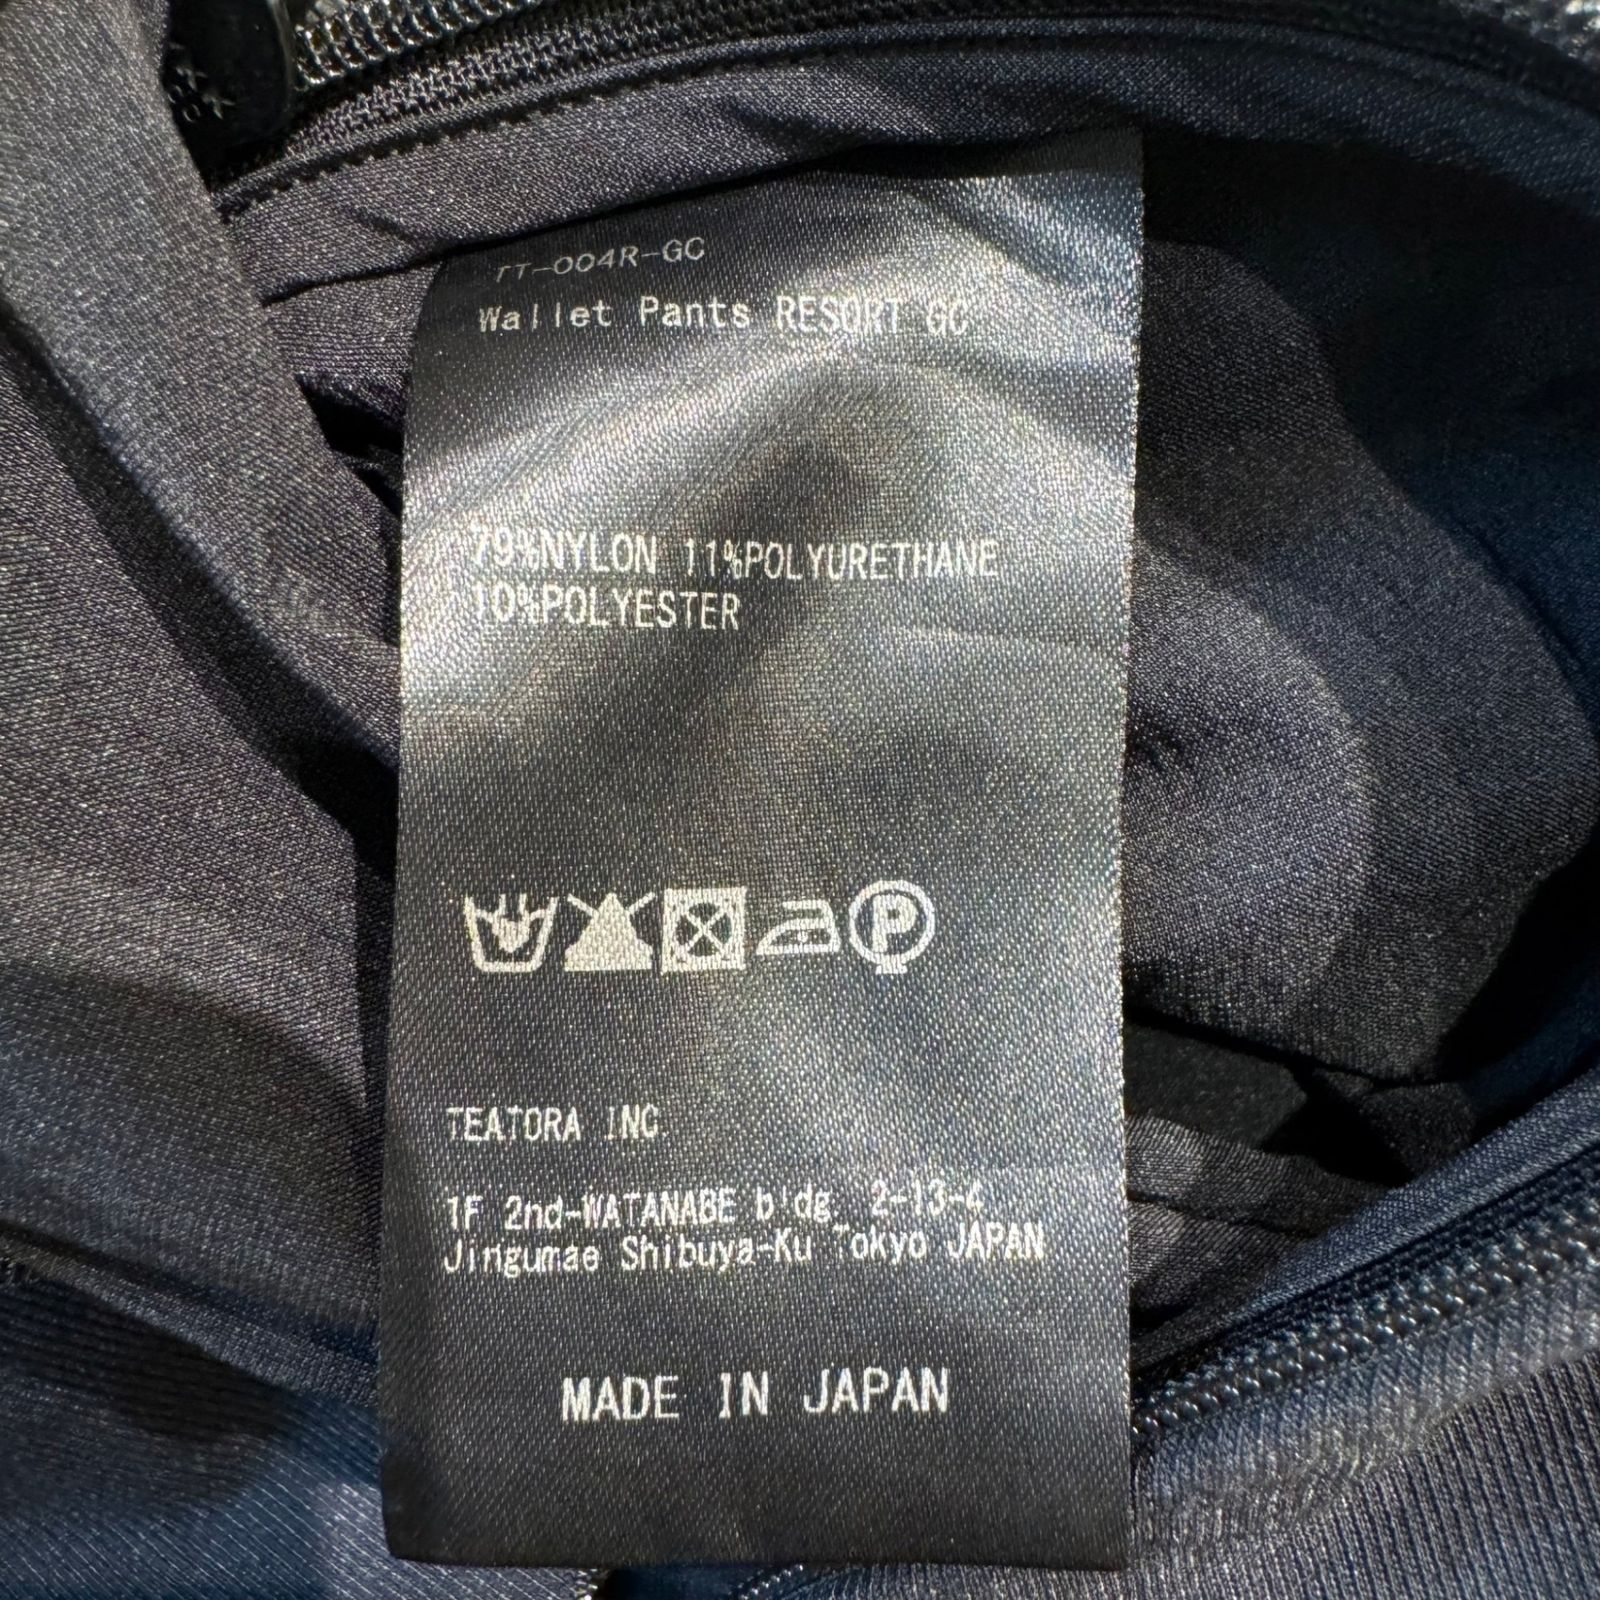 TT-004R-GC
Wallet Pants RESORT GC
79%NYLON 11%POLYURETHANE
10%POLYESTER
P
TEATORA INC.
1F 2nd-WATANABE bldg. 2-13-4
Jingumae Shibuya-Ku Tokyo JAPAN
MADE IN JAPAN